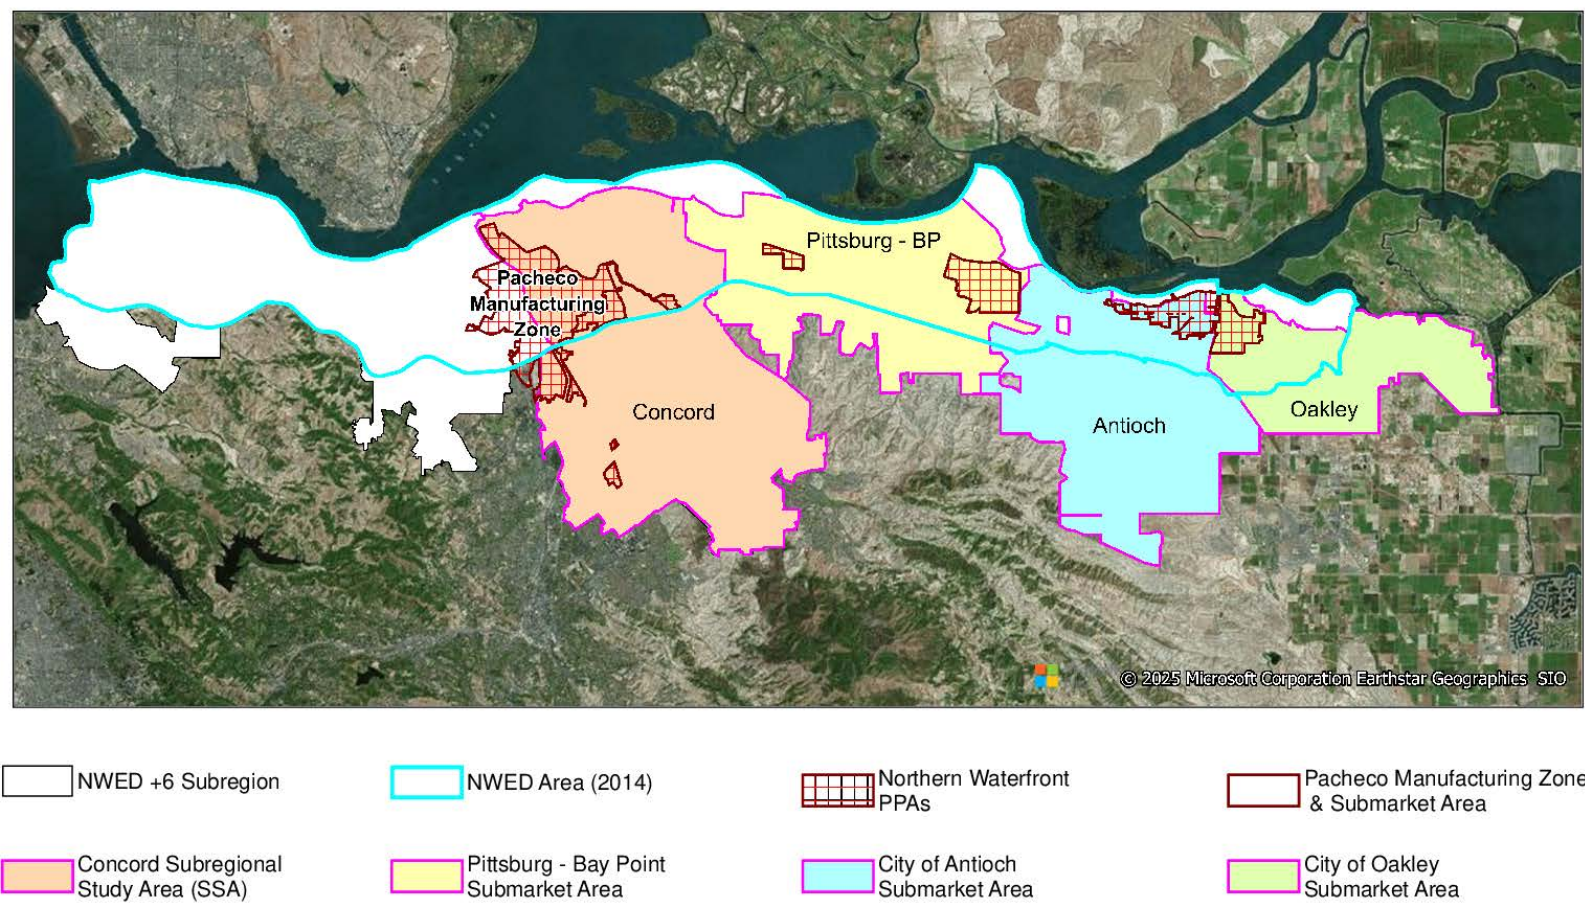 Pittsburg - BP
Pacheco
Manufacturing
Zone
Concord
Antioch
Oakley
© 2025 Microsoft Corporation Earthstar Geographics SIO
NWED +6 Subregion
NWED Area (2014)
Northern Waterfront
PPAs
Pacheco Manufacturing Zone
& Submarket Area
Concord Subregional
Study Area (SSA)
Pittsburg - Bay Point
Submarket Area
City of Antioch
Submarket Area
City of Oakley
Submarket Area